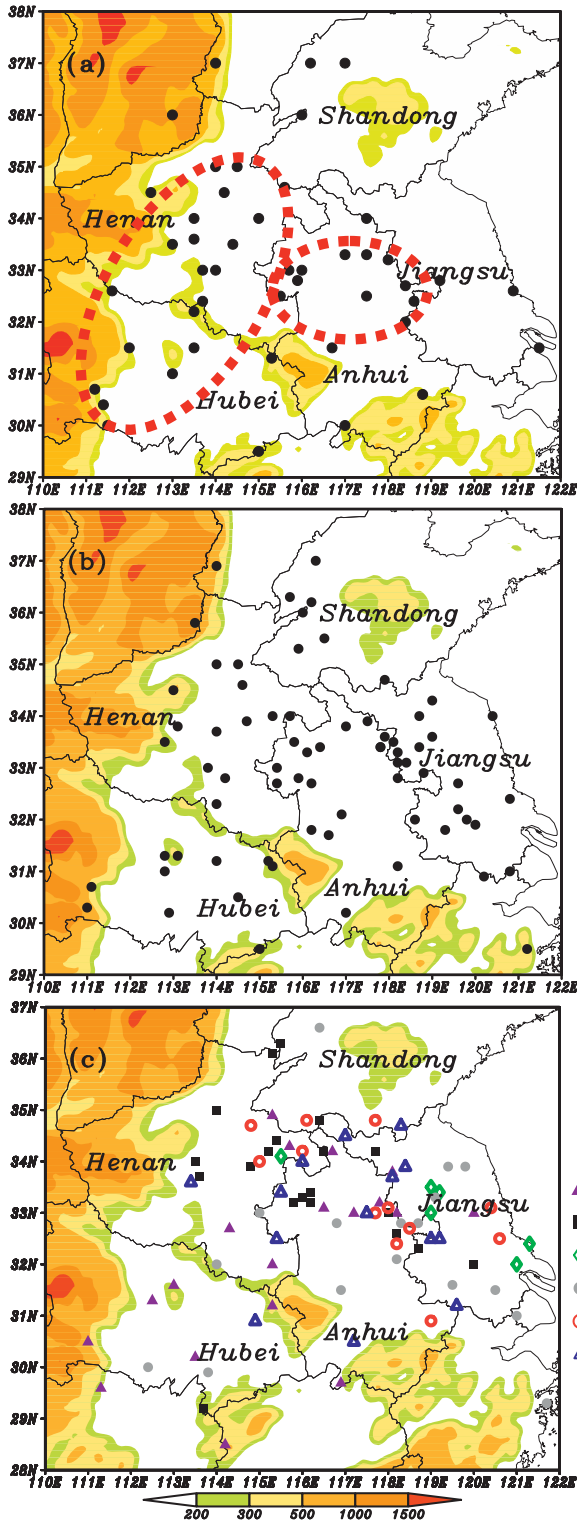 38N
37N
36N
35N
34N
33N
32N
31N
30N
29N
(a)
Shandong
Henan
Jiangsu
Anhui
Hubei
110E 111E 112E 113E 114E 115E 116E 117E 118E 119E 120E 121E 122E
38N
37N
36N
35N
34N
33N
32N
31N
30N
29N
(b)
Shandong
Henan
Jiangsu
Anhui
Hubei
110E 111E 112E 113E 114E 115E 116E 117E 118E 119E 120E 121E 122E
37N
36N
35N
34N
33N
32N
31N
30N
29N
28N
(c)
Shandong
Henan
Jiangsu
Anhui
Hubei
110E 111E 112E 113E 114E 115E 116E 117E 118E 119E 120E 121E 122E
200 300 500 1000 1500